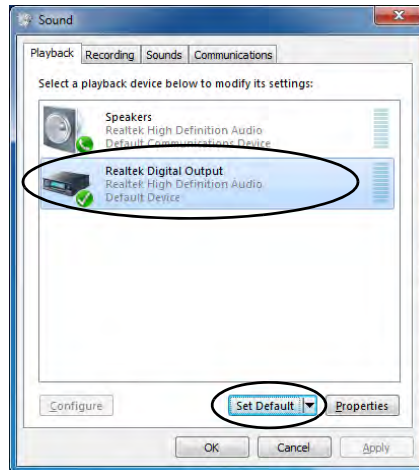 Sound
Playback Recording Sounds Communications
Select a playback device below to modify its settings:
Speakers
Realtek High Definition Audio
Default Communications Device
Realtek Digital Output
Realtek High Definition Audio
Default Device
Configure Set Default Properties
OK Cancel Apply